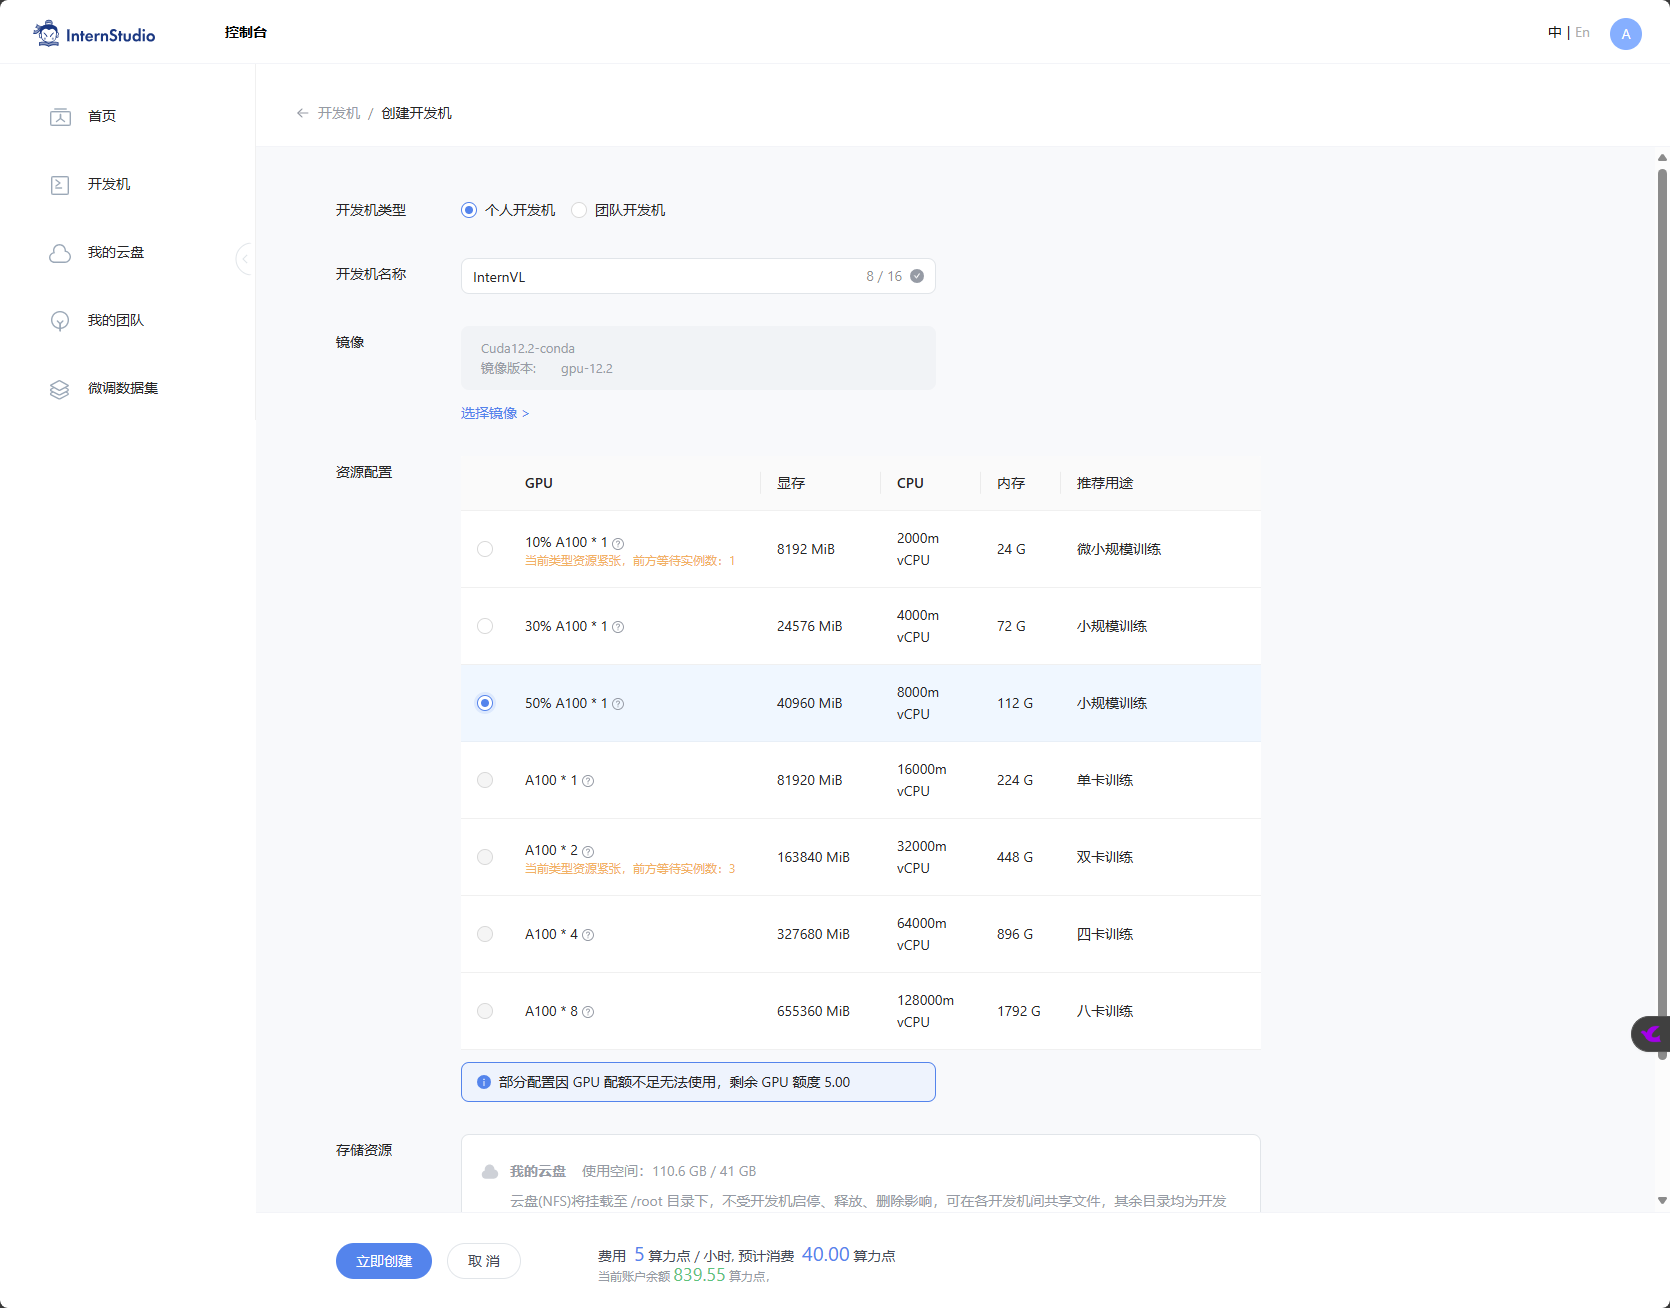 InternStudio
控制台
中 | En
A
首页
开发机
我的云盘
我的团队
微调数据集
← 开发机 / 创建开发机
开发机类型
个人开发机
团队开发机
开发机名称
InternVL
8 / 16
镜像
Cuda12.2-conda
镜像版本: gpu-12.2
选择镜像 >
资源配置
GPU 显存 CPU 内存 推荐用途
10% A100 * 1
当前类型资源紧张，前方等待实例数：1
8192 MiB
2000m
vCPU
24 G
微小规模训练
30% A100 * 1
24576 MiB
4000m
vCPU
72 G
小规模训练
50% A100 * 1
40960 MiB
8000m
vCPU
112 G
小规模训练
A100 * 1
81920 MiB
16000m
vCPU
224 G
单卡训练
A100 * 2
当前类型资源紧张，前方等待实例数：3
163840 MiB
32000m
vCPU
448 G
双卡训练
A100 * 4
327680 MiB
64000m
vCPU
896 G
四卡训练
A100 * 8
655360 MiB
128000m
vCPU
1792 G
八卡训练
部分配置因 GPU 配额不足无法使用，剩余 GPU 额度 5.00
存储资源
我的云盘 使用空间：110.6 GB / 41 GB
云盘(NFS)将挂载至 /root 目录下，不受开发机启停、释放、删除影响，可在各开发机间共享文件，其余目录均为开发
立即创建
取 消
费用 5 算力点 / 小时, 预计消费 40.00 算力点
当前账户余额 839.55 算力点,